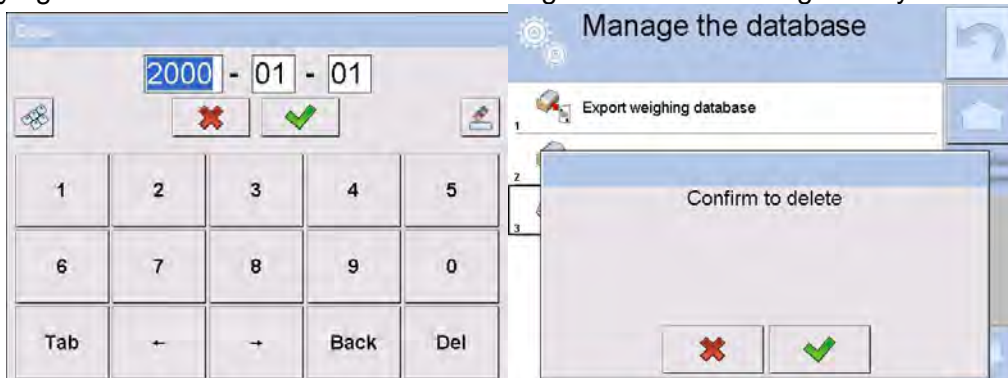 2000 - 01 - 01
1 2 3 4 5
6 7 8 9 0
Tab ← → Back Del
Manage the database
1 Export weighing database
2
3
Confirm to delete